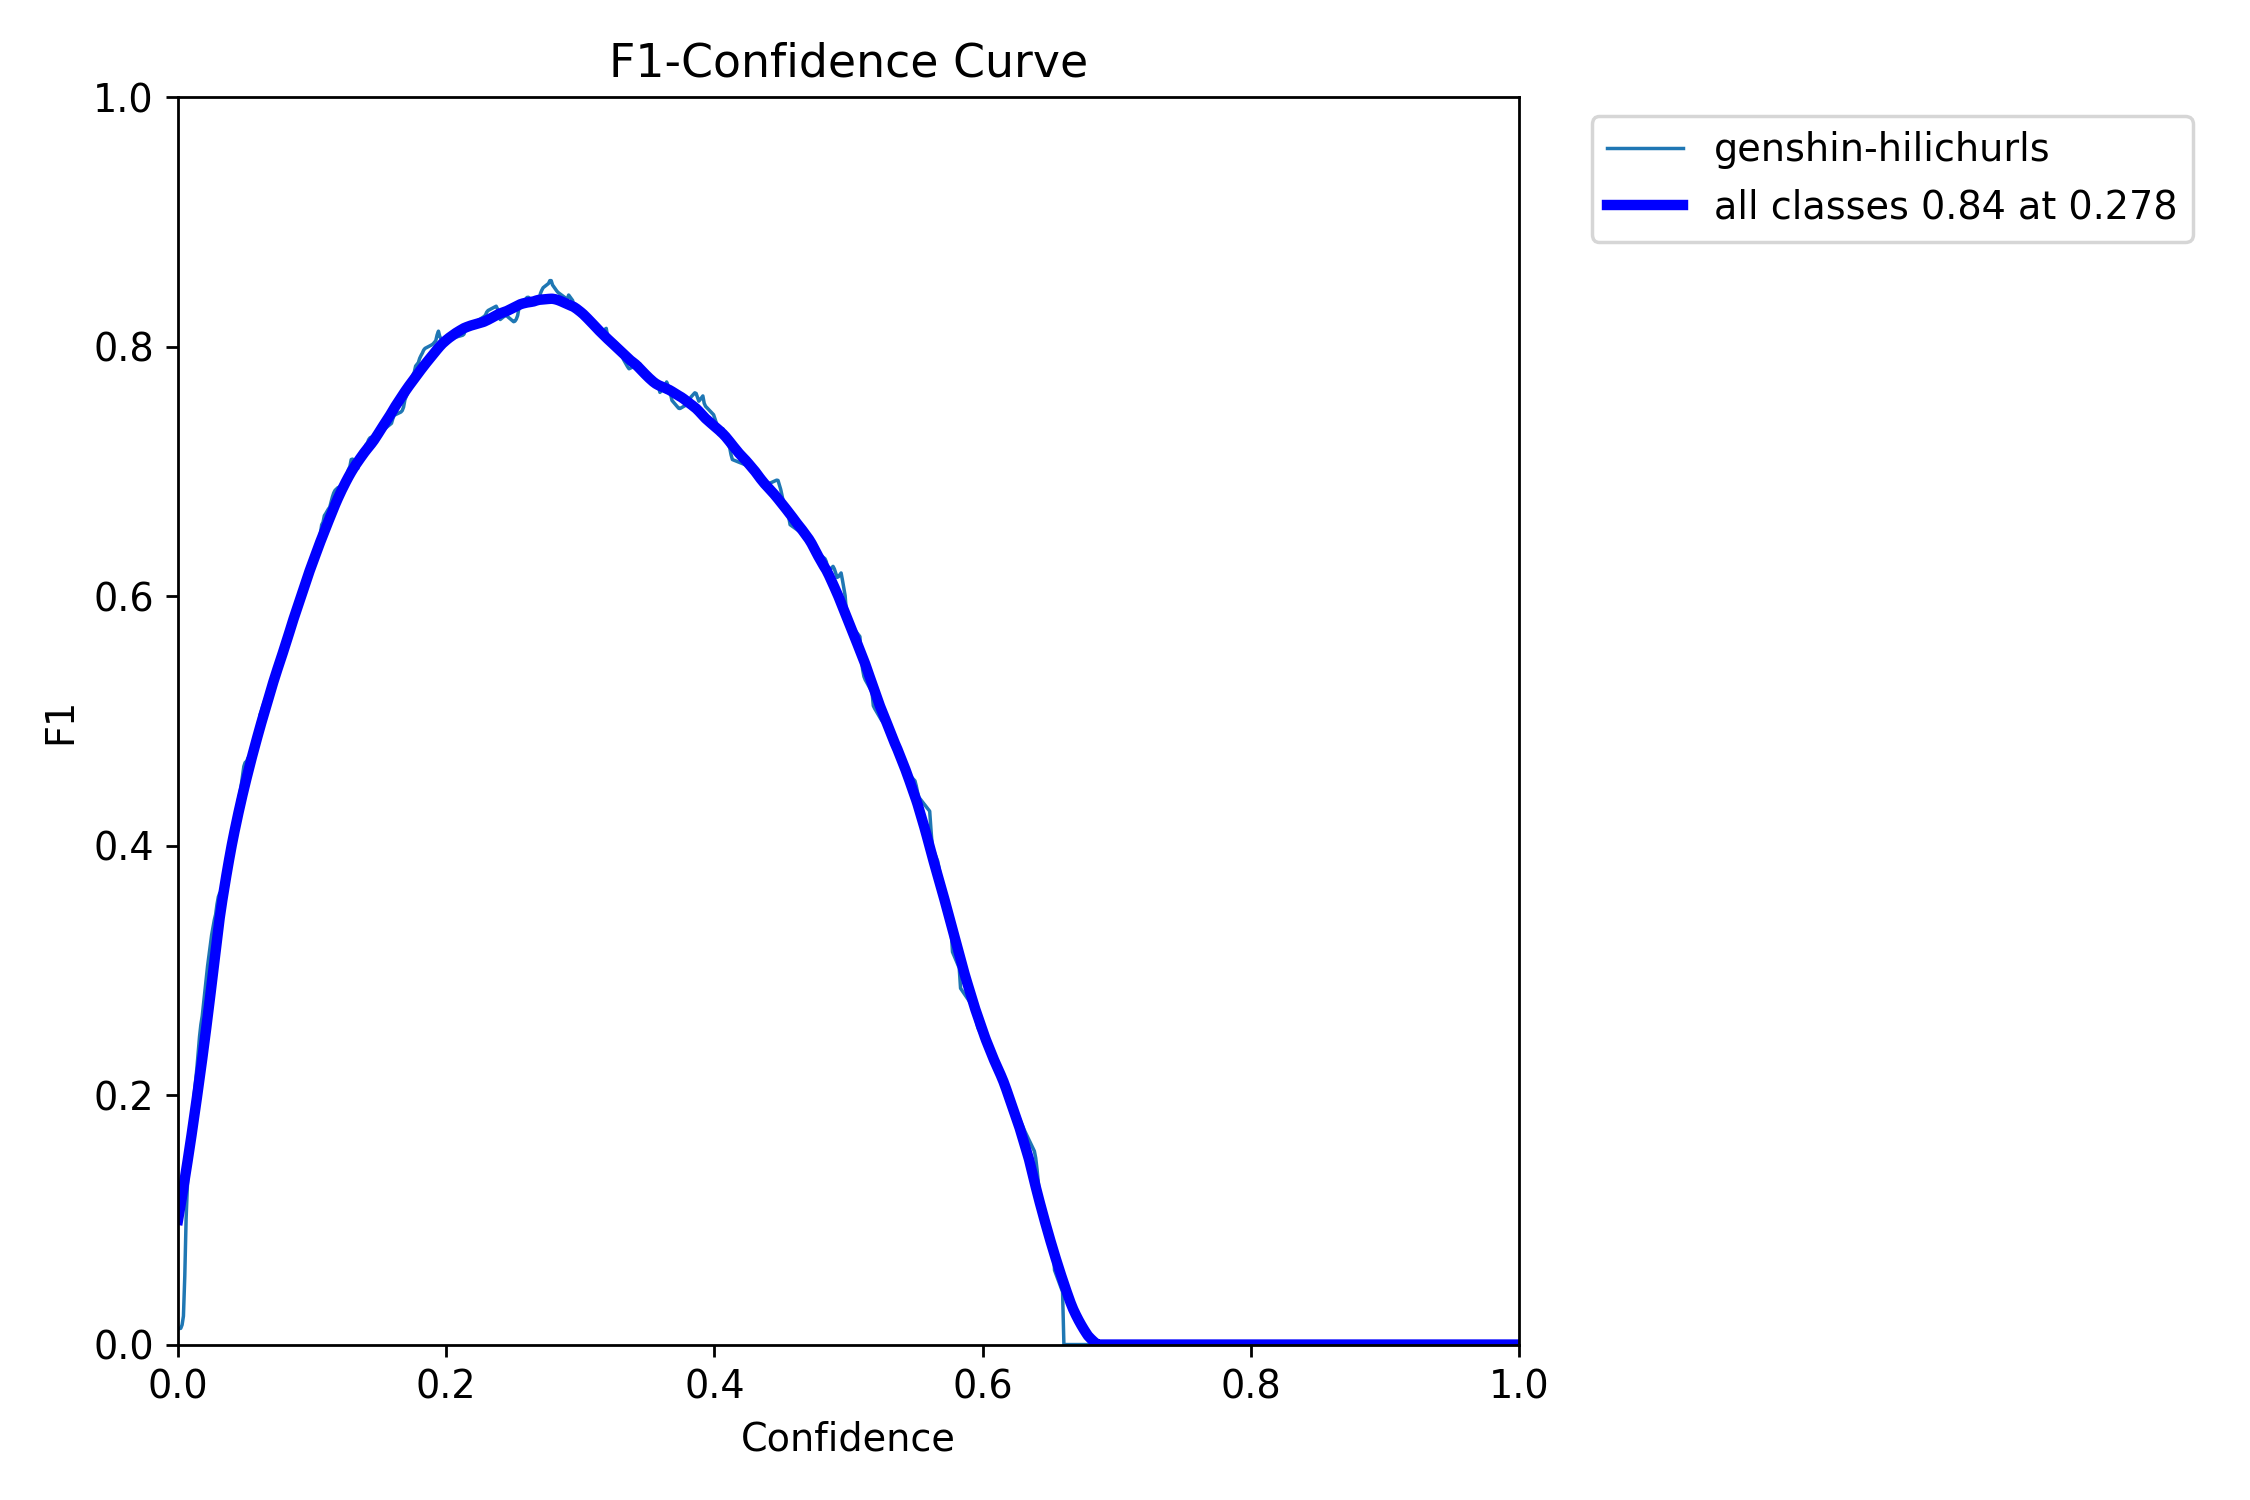 F1-Confidence Curve
genshin-hilichurls
all classes 0.84 at 0.278
F1
1.0
0.8
0.6
0.4
0.2
0.0
0.0 0.2 0.4 0.6 0.8 1.0
Confidence